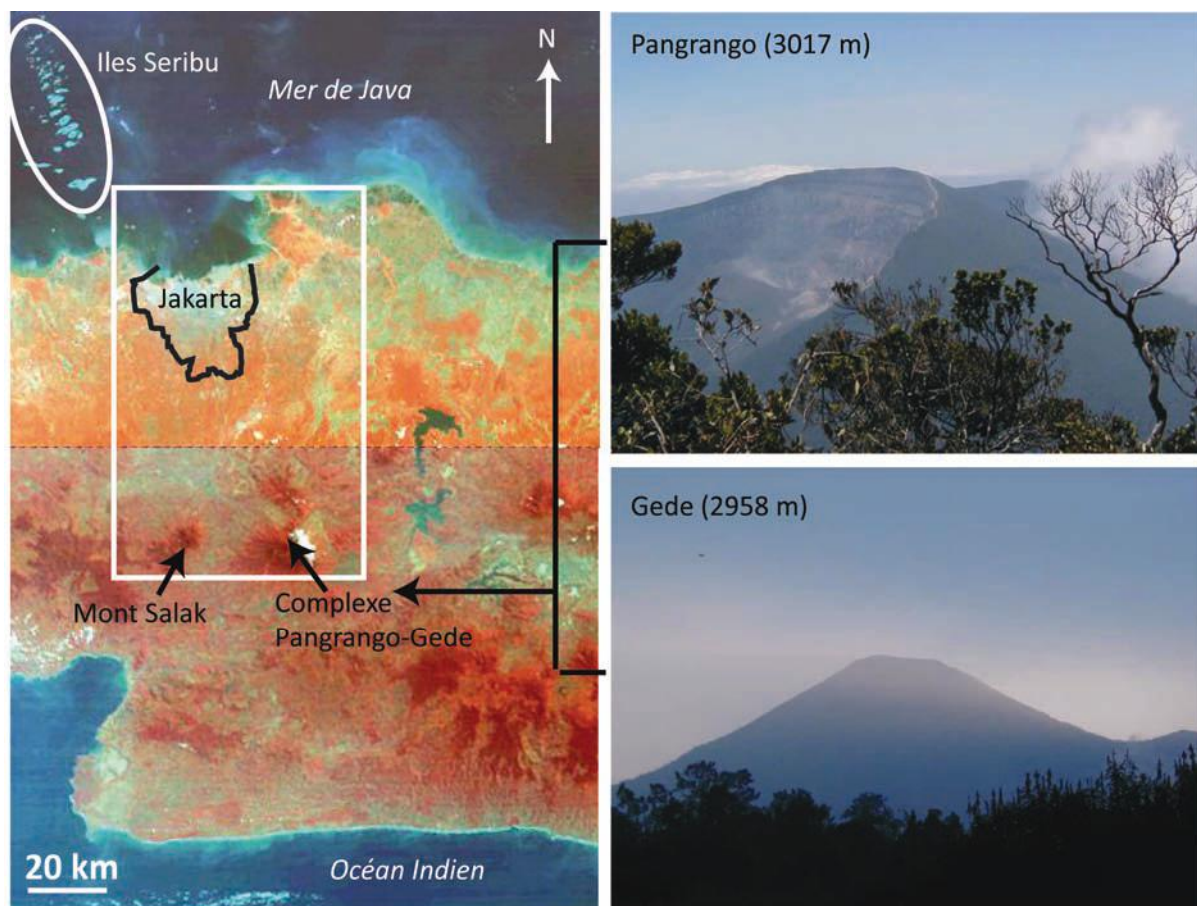 Iles Seribu
N
Mer de Java
Jakarta
Mont Salak
Complexe
Pangrango-Gede
20 km
Océan Indien
Pangrango (3017 m)
Gede (2958 m)